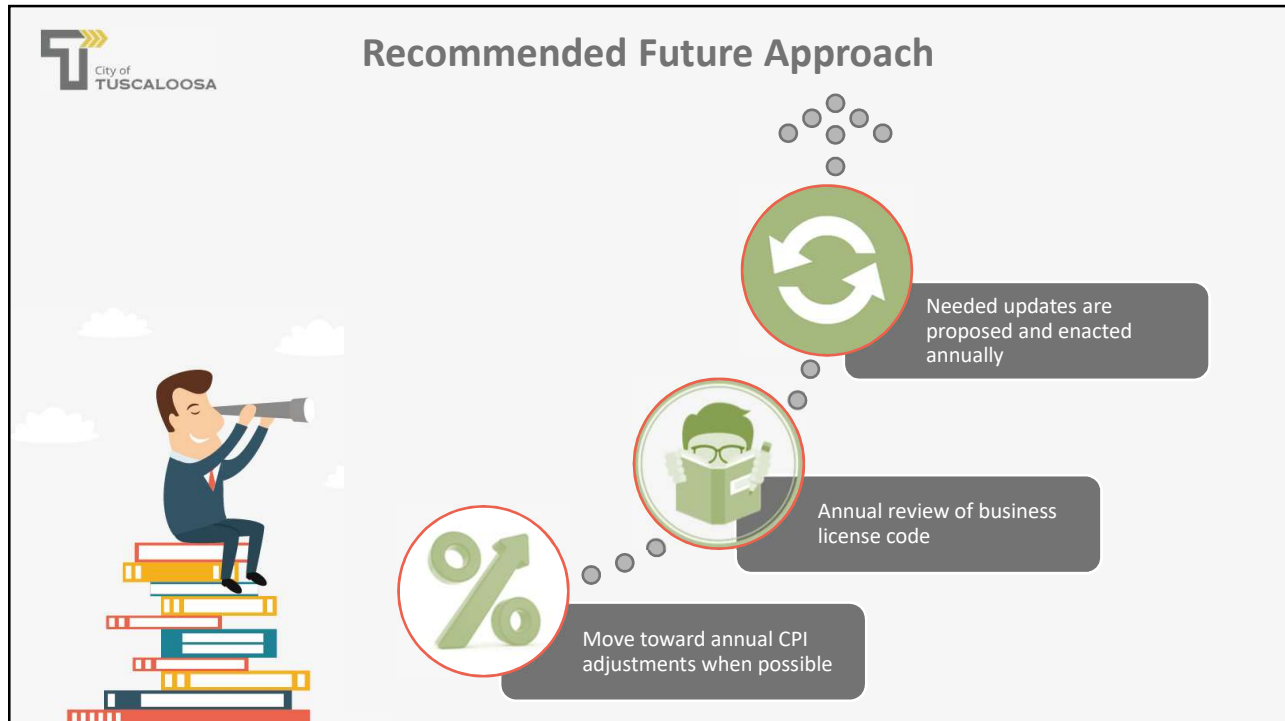 City of
TUSCALOOSA
Recommended Future Approach
Needed updates are
proposed and enacted
annually
Annual review of business
license code
Move toward annual CPI
adjustments when possible